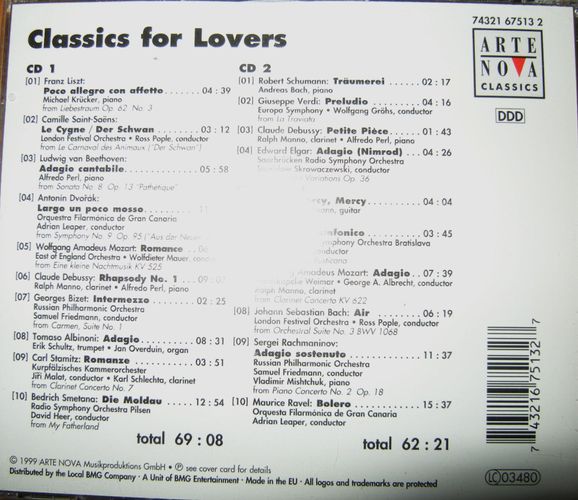 74321 67513 2
Classics for Lovers
ARTE
NOVA
CLASSICS
DDD
CD 1
[01] Franz Liszt:
Poco allegro con affetto ..... 04 : 39
Michael Krücker, piano
from Liebestraum Op. 62 No. 3
[02] Camille Saint-Saëns:
Le Cygne / Der Schwan .... 03 : 12
London Festival Orchestra • Ross Pople, conductor
from Le Carnaval des Animaux ("Der Schwan")
[03] Ludwig van Beethoven:
Adagio cantabile ............ 05 : 58
Alfredo Perl, piano
from Sonata No. 8 Op. 13 "Pathetique"
[04] Antonin Dvořák:
Largo un poco mosso
Orquesta Filarmónica de Gran Canaria
Adrian Leaper, conductor
from Symphony No. 9 Op. 95 ("Aus der Neuen
[05] Wolfgang Amadeus Mozart: Romance
East of England Orchestra • Wolfdieter Mauer, conductor
from Eine kleine Nachtmusik KV 525
[06] Claude Debussy: Rhapsody No. 1
Ralph Manno, clarinet • Alfredo Perl, piano
[07] Georges Bizet: Intermezzo .... 02 : 25
Russian Philharmonic Orchestra
Samuel Friedmann, conductor
from Carmen, Suite No. 1
[08] Tomaso Albinoni: Adagio ....... 08 : 31
Erik Schultz, trumpet • Jan Overduin, organ
[09] Carl Stamitz: Romanze ........ 03 : 51
Kurpfälzisches Kammerorchester
Jiří Malat, conductor • Karl Schlechta, clarinet
from Clarinet Concerto No. 7
[10] Bedrich Smetana: Die Moldau ... 12 : 54
Radio Symphony Orchestra Pilsen
David Heer, conductor
from My Fatherland
total 69 : 08
CD 2
[01] Robert Schumann: Träumerei .... 02 : 17
Andreas Bach, piano
[02] Giuseppe Verdi: Preludio ....... 04 : 16
Europa Symphony • Wolfgang Gröhs, conductor
from La Traviata
[03] Claude Debussy: Petite Pièce .... 01 : 43
Ralph Manno, clarinet • Alfredo Perl, piano
[04] Edward Elgar: Adagio (Nimrod) .. 04 : 26
Saarbrücken Radio Symphony Orchestra
Skrowaczewski, conductor
Variations Op. 36
Mercy ......... 04 : 04
guitar
........ 03 : 45
Orchestra Bratislava
Mozart: Adagio .. 07 : 39
Weimar • George A. Albrecht, conductor
Ralph Manno, clarinet
from Clarinet Concerto KV 622
[08] Johann Sebastian Bach: Air ..... 06 : 19
London Festival Orchestra • Ross Pople, conductor
from Orchestral Suite No. 3 BWV 1068
[09] Sergei Rachmaninov:
Adagio sostenuto ............ 11 : 37
Russian Philharmonic Orchestra
Samuel Friedmann, conductor
Vladimir Mishtchuk, piano
from Piano Concerto No. 2 Op. 18
[10] Maurice Ravel: Bolero ......... 15 : 37
Orquesta Filarmónica de Gran Canaria
Adrian Leaper, conductor
total 62 : 21
7 43216 75132 7
© 1999 ARTE NOVA Musikproduktions GmbH • ℗ see cover card for details
Distributed by the Local BMG Company • A Unit of BMG Entertainment • Made in the EU. All logos and trademarks are protected
LC 03480